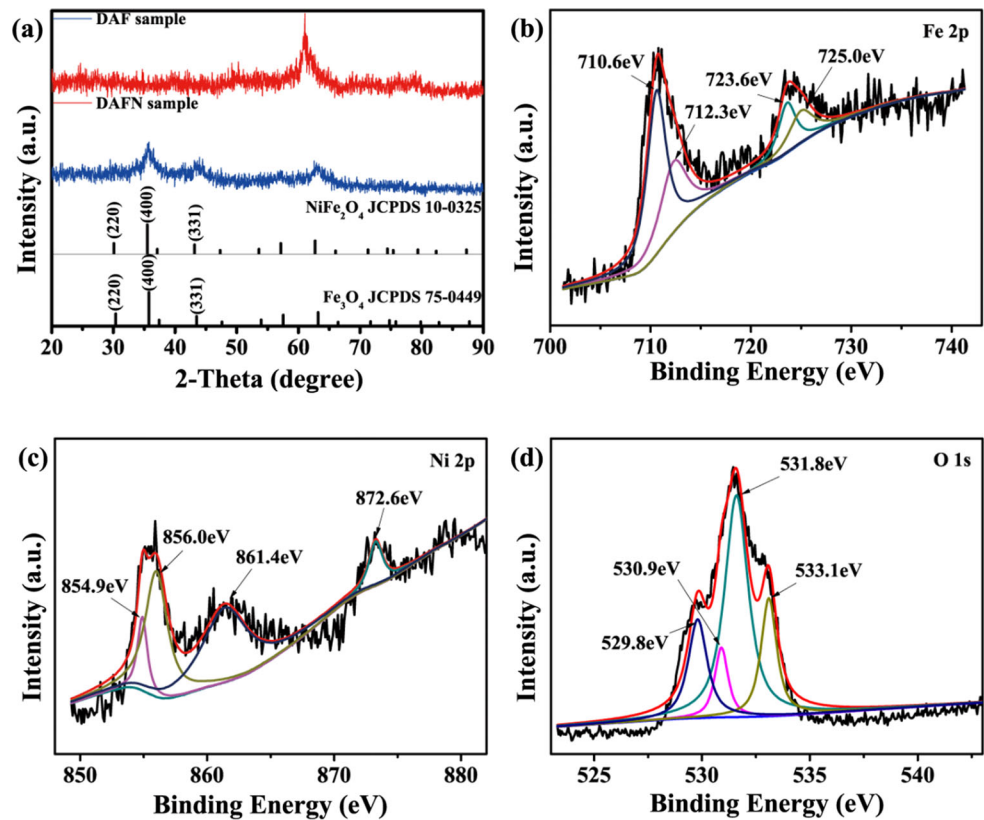 (a)
DAF sample
DAFN sample
NiFe2O4 JCPDS 10-0325
(220)
(400)
(331)
Fe3O4 JCPDS 75-0449
(220)
(400)
(331)
20 30 40 50 60 70 80 90
2-Theta (degree)
Intensity (a.u.)
(b)
Fe 2p
710.6eV
712.3eV
723.6eV
725.0eV
700 710 720 730 740
Binding Energy (eV)
Intensity (a.u.)
(c)
Ni 2p
854.9eV
856.0eV
861.4eV
872.6eV
850 860 870 880
Binding Energy (eV)
Intensity (a.u.)
(d)
O 1s
531.8eV
530.9eV
533.1eV
529.8eV
525 530 535 540
Binding Energy (eV)
Intensity (a.u.)